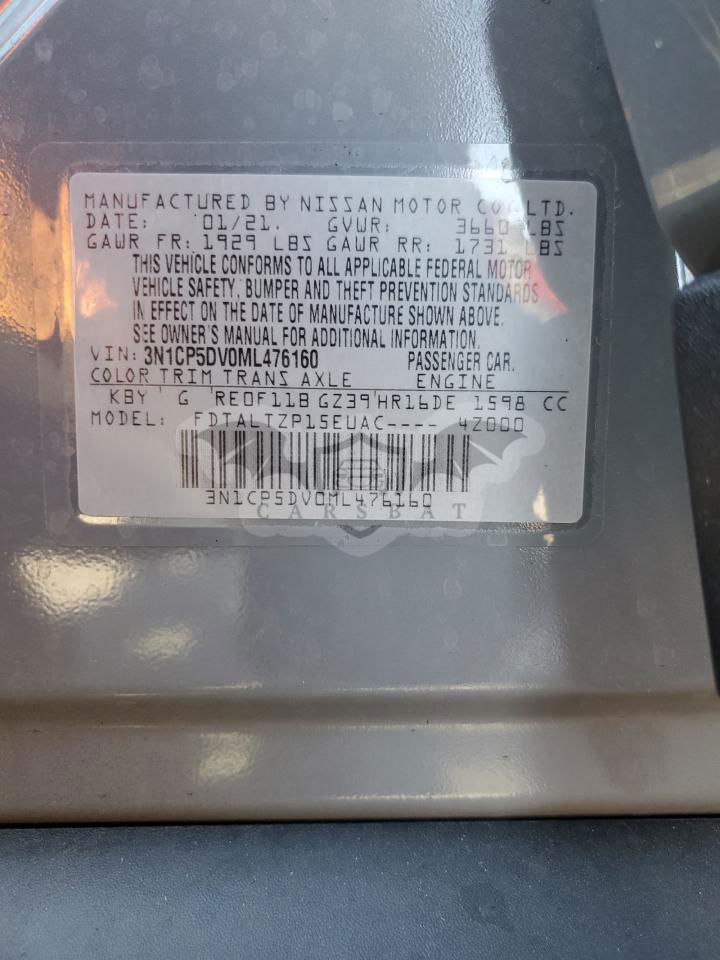 MANUFACTURED BY NISSAN MOTOR CO., LTD.
DATE: 01/21. GVWR: 3660 LBS
GAWR FR: 1929 LBS GAWR RR: 1731 LBS
THIS VEHICLE CONFORMS TO ALL APPLICABLE FEDERAL MOTOR
VEHICLE SAFETY, BUMPER AND THEFT PREVENTION STANDARDS
IN EFFECT ON THE DATE OF MANUFACTURE SHOWN ABOVE.
SEE OWNER'S MANUAL FOR ADDITIONAL INFORMATION.
VIN: 3N1CP5DV0ML476160 PASSENGER CAR.
COLOR TRIM TRANS AXLE ENGINE
KBY G RE0F11B GZ39 HR16DE 1598 CC
MODEL: FDTALTZP15EUAC---- 4Z000
3N1CP5DV0ML476160
CARSBAT